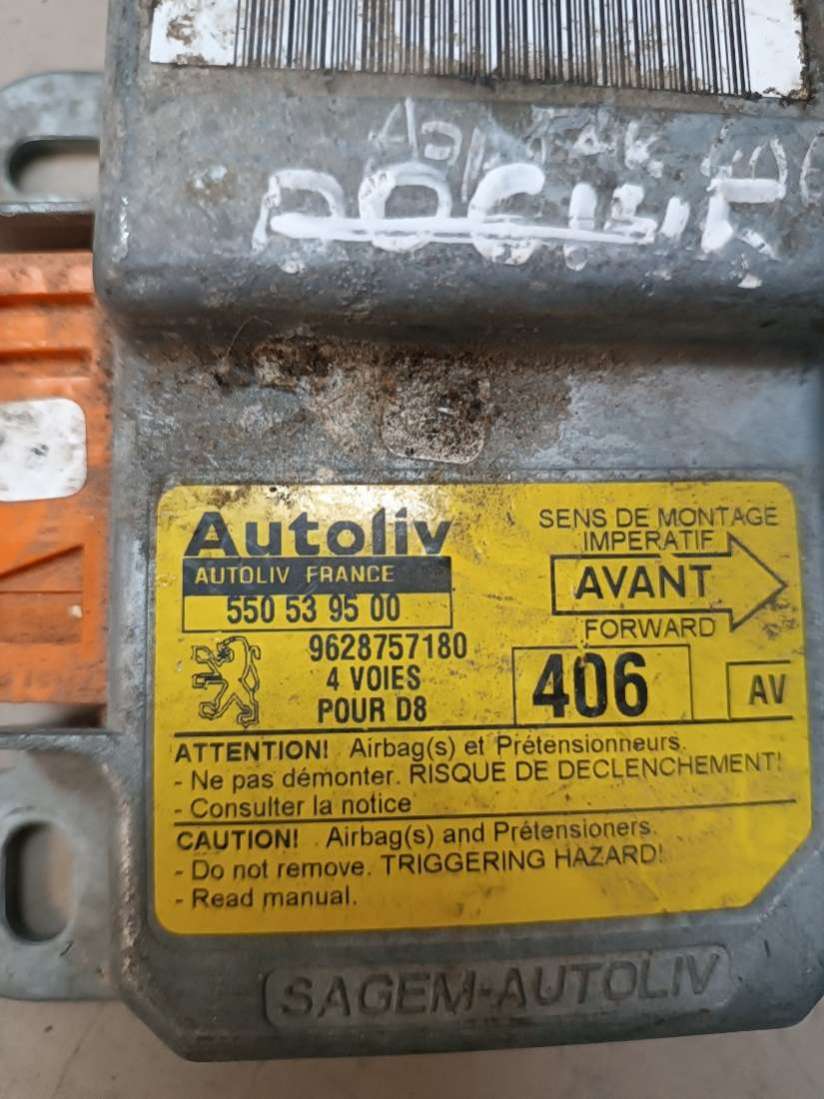 Autoliv
AUTOLIV FRANCE
550 53 95 00
9628757180
4 VOIES
POUR D8
SENS DE MONTAGE
IMPERATIF
AVANT
FORWARD
406
AV
ATTENTION! Airbag(s) et Prétensionneurs.
- Ne pas démonter. RISQUE DE DECLENCHEMENT!
- Consulter la notice
CAUTION! Airbag(s) and Prétensioners.
- Do not remove. TRIGGERING HAZARD!
- Read manual.
SAGEM-AUTOLIV